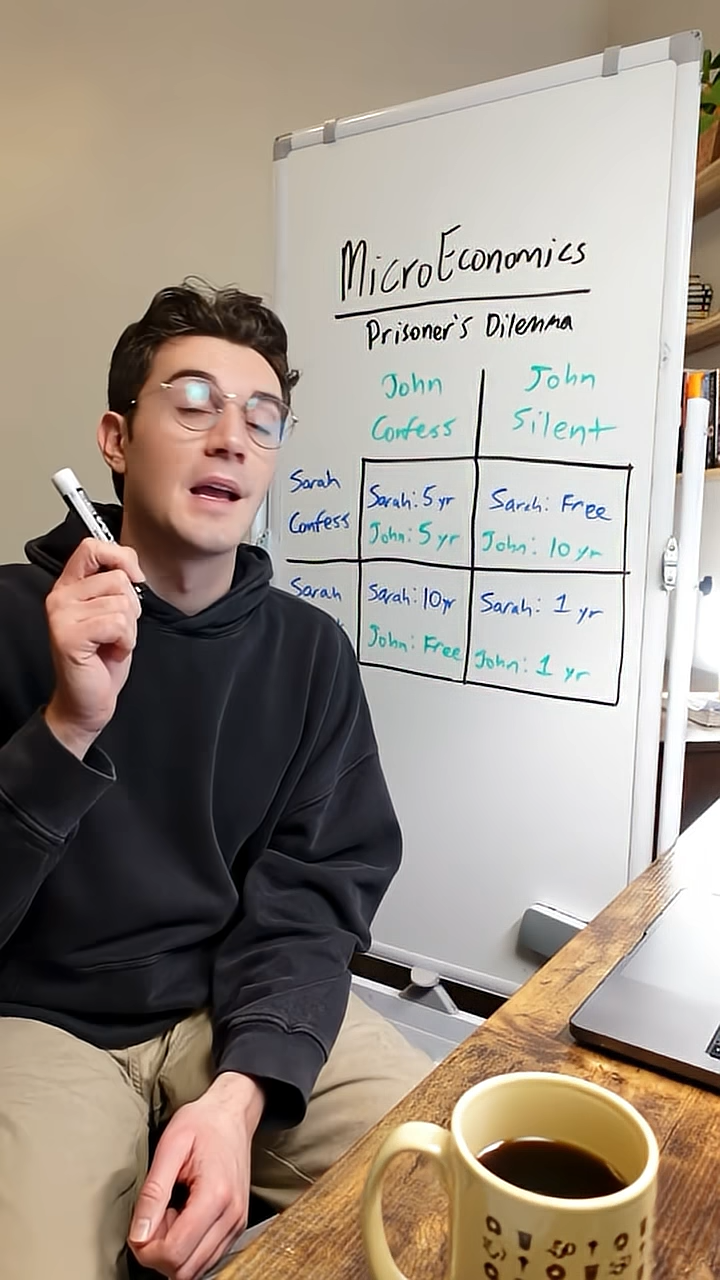 MicroEconomics
Prisoner's Dilemma
John Confess
John Silent
Sarah Confess
Sarah: 5 yr
John: 5 yr
Sarah: Free
John: 10 yr
Sarah
Sarah: 10 yr
John: Free
Sarah: 1 yr
John: 1 yr